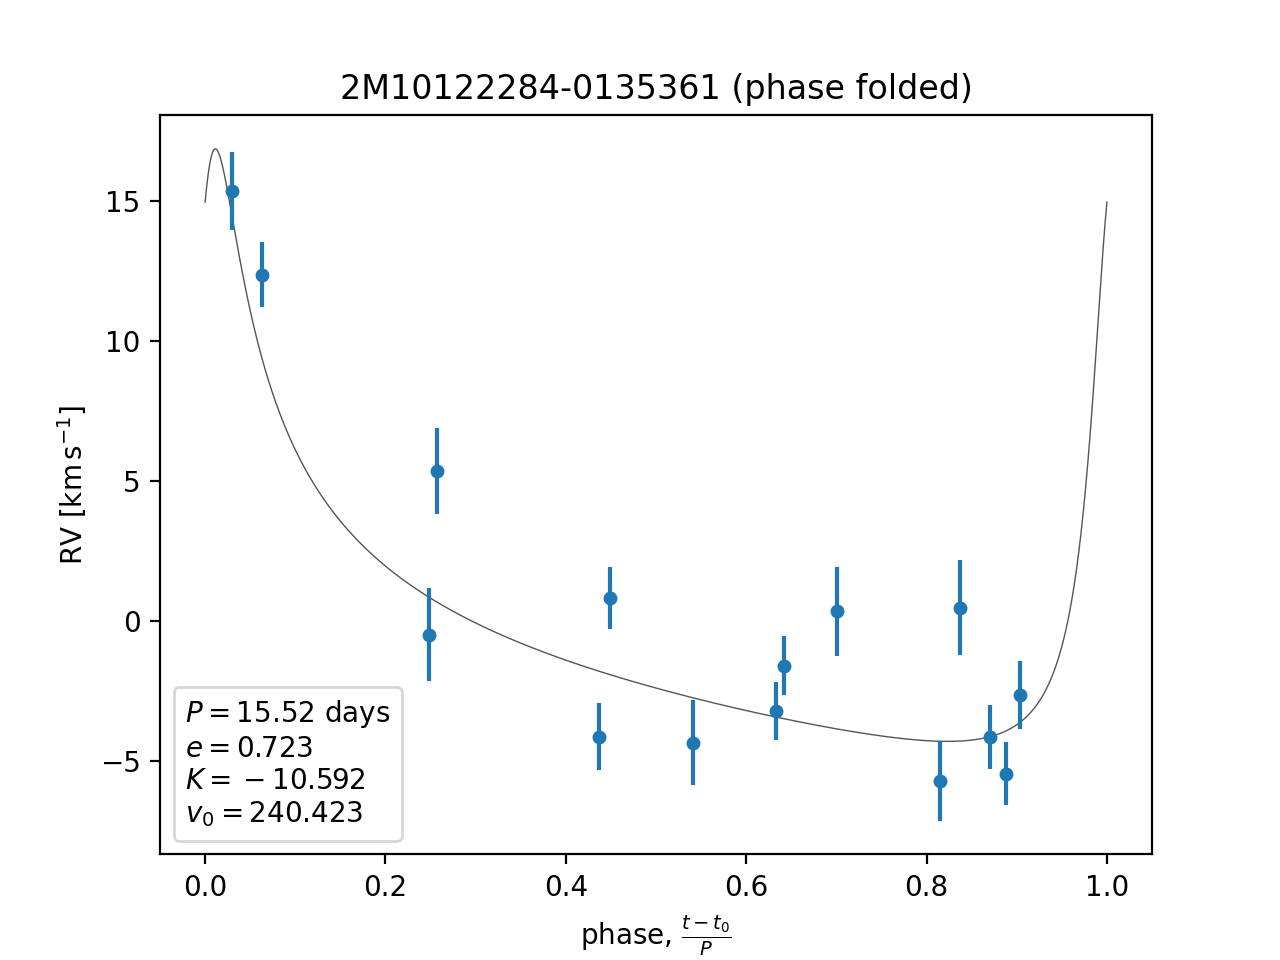 2M10122284-0135361 (phase folded)
RV [km s⁻¹]
15
10
5
0
−5
P = 15.52 days
e = 0.723
K = −10.592
v₀ = 240.423
0.0 0.2 0.4 0.6 0.8 1.0
phase, (t − t₀)/P